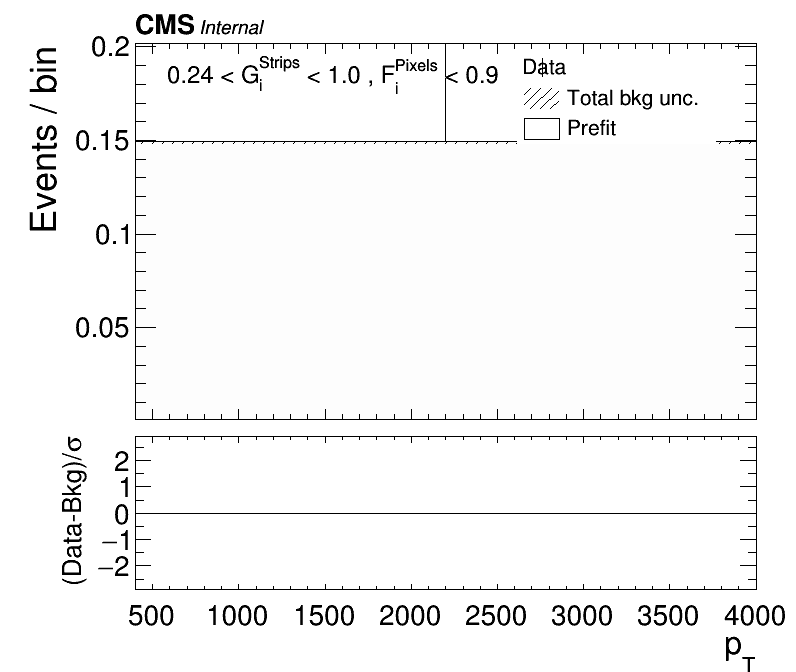 CMS Internal
0.24 < G_i^Strips < 1.0 , F_i^Pixels < 0.9
Data
Total bkg unc.
Prefit
Events / bin
0.2
0.15
0.1
0.05
(Data-Bkg)/σ
2
1
0
−1
−2
500 1000 1500 2000 2500 3000 3500 4000
p_T